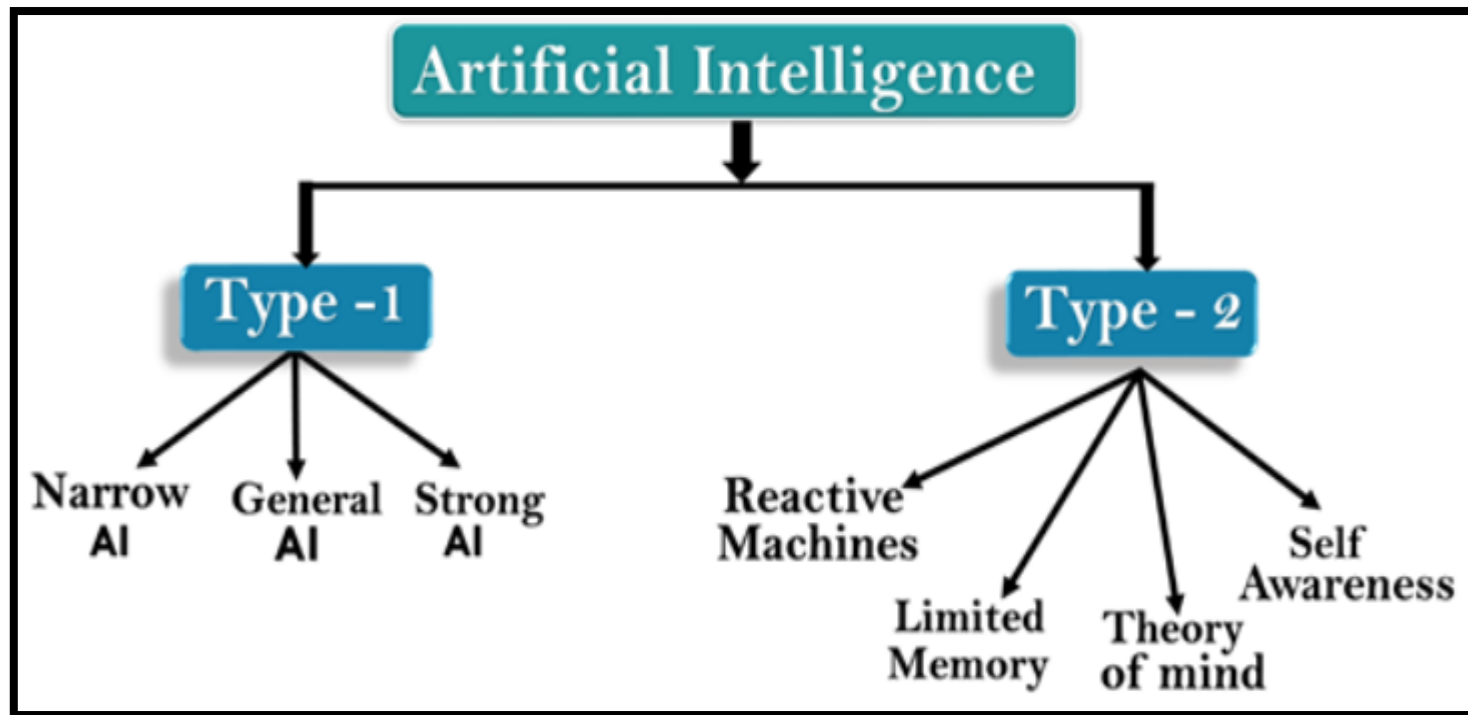 Artificial Intelligence
Type -1
Type - 2
Narrow
AI
General
AI
Strong
AI
Reactive
Machines
Limited
Memory
Theory
of mind
Self
Awareness